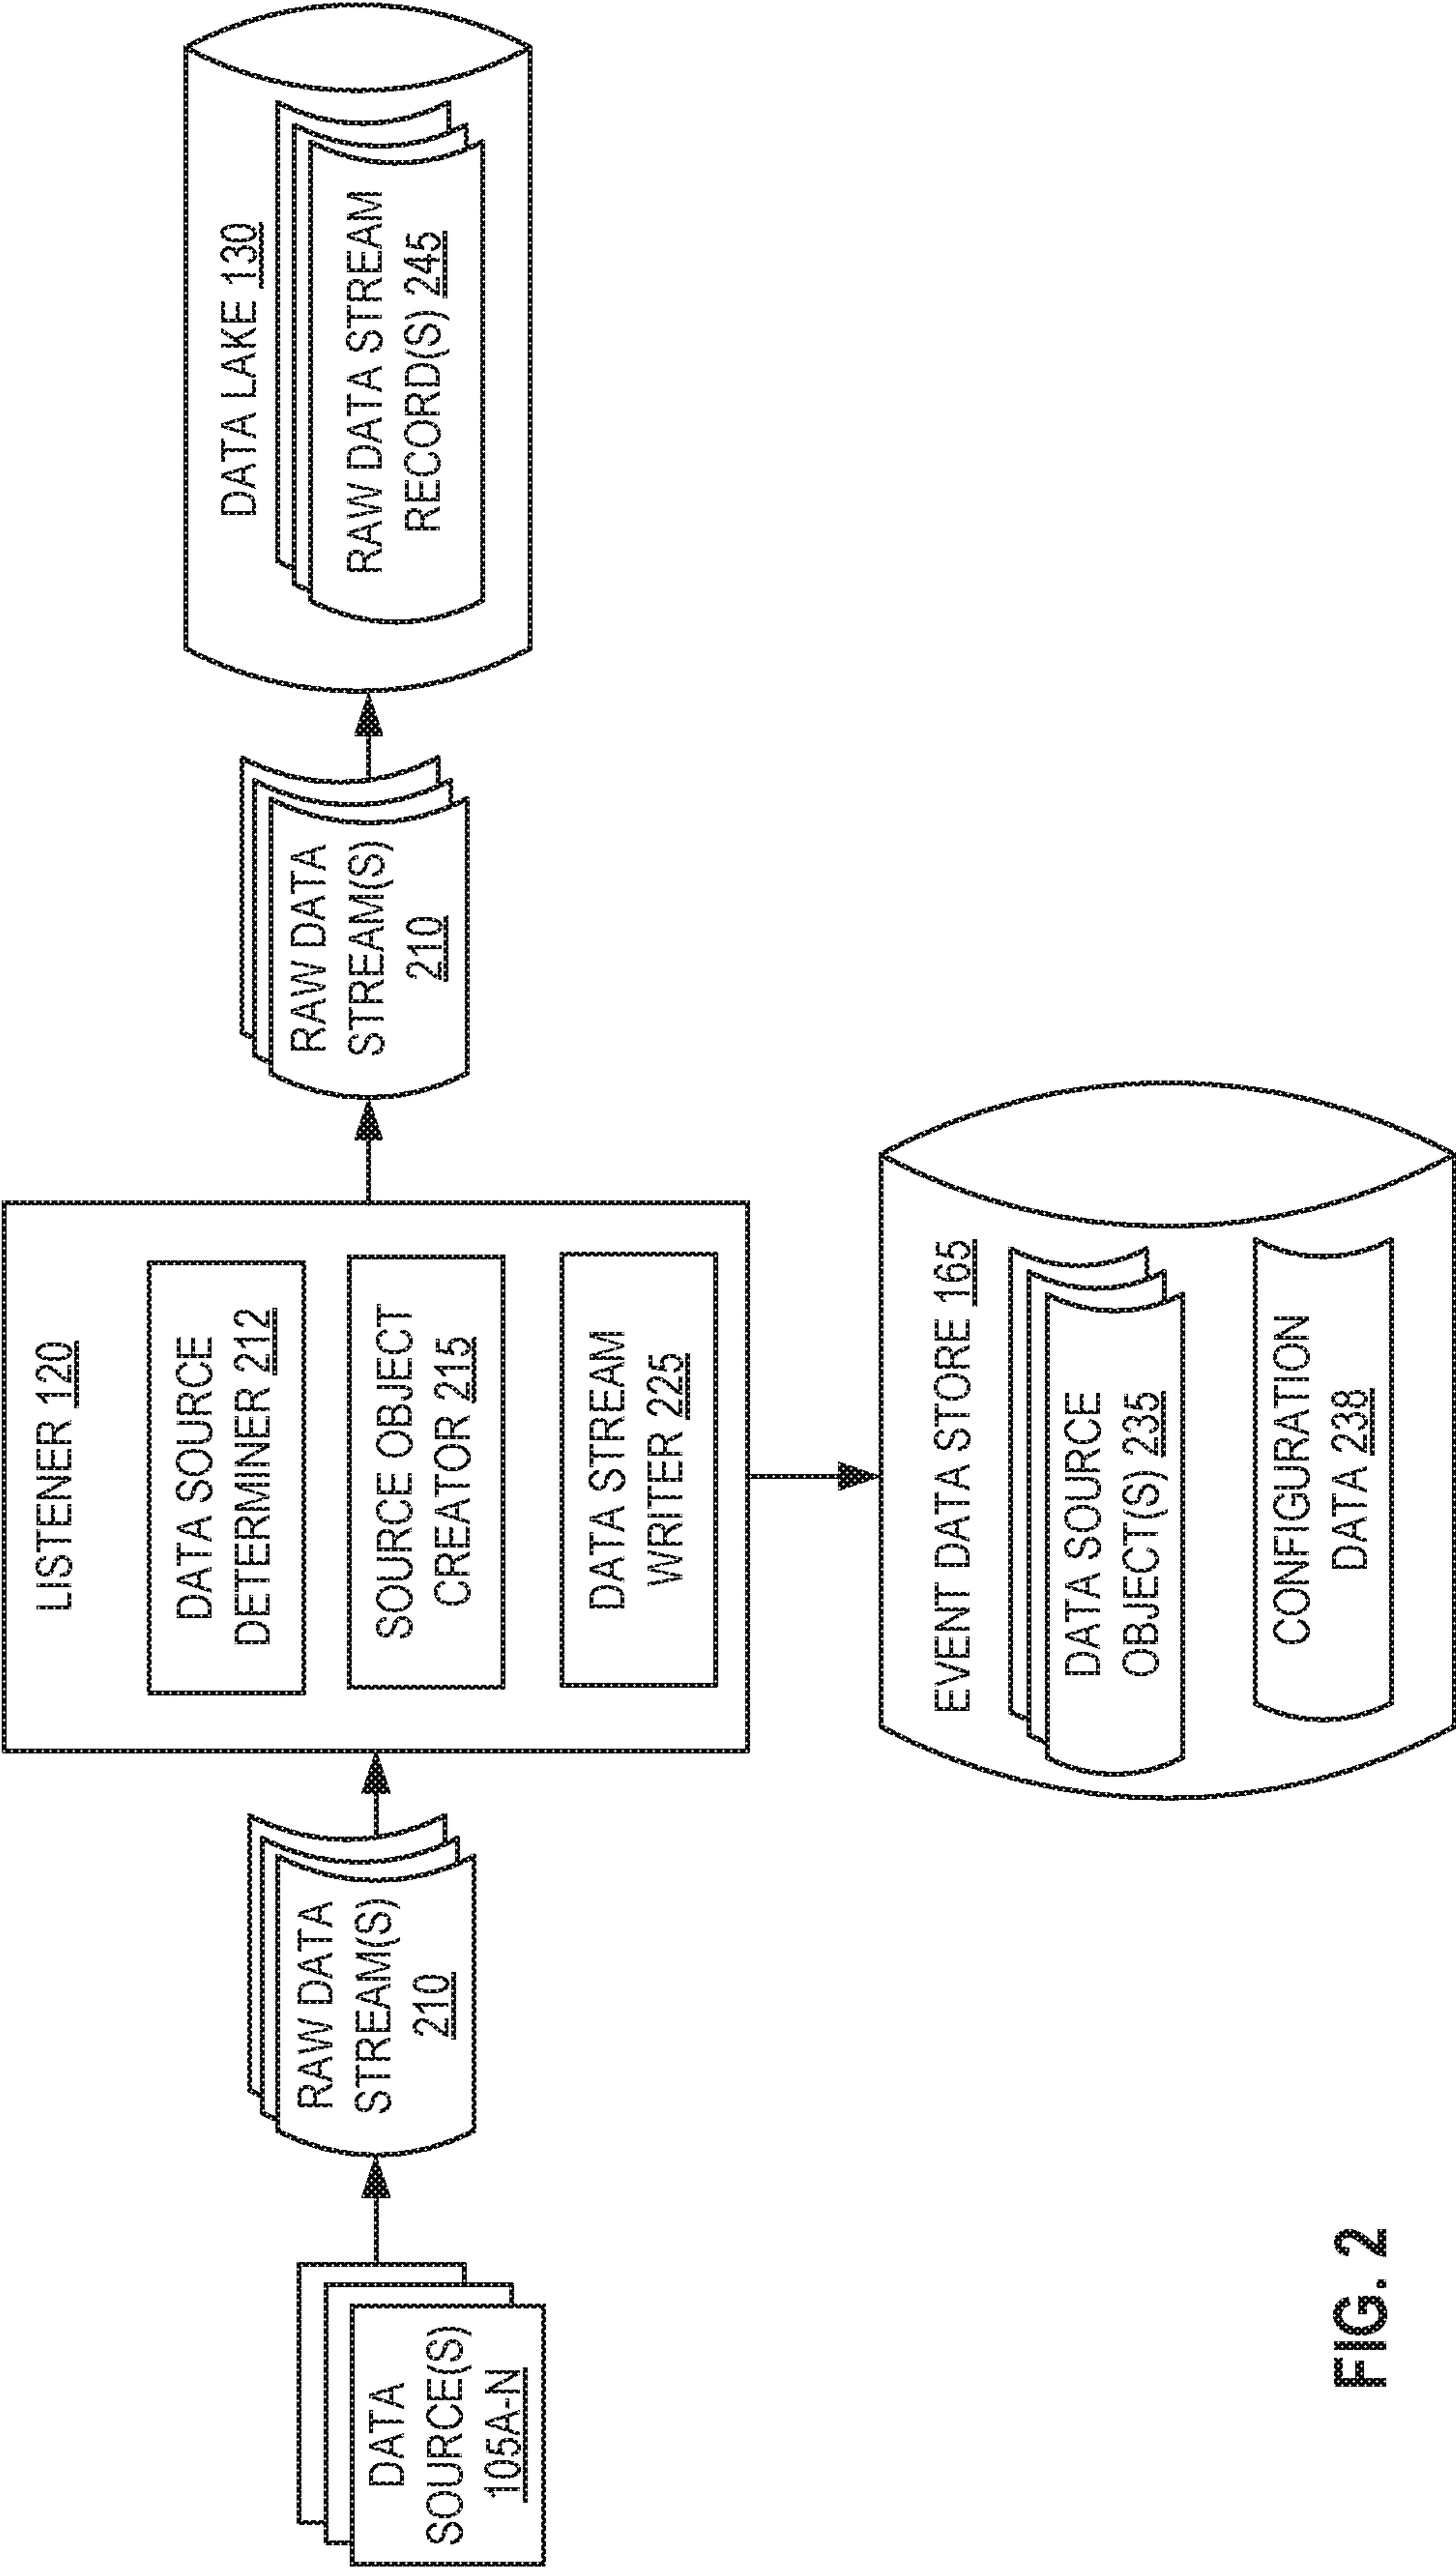 DATA
SOURCE(S)
105A-N
RAW DATA
STREAM(S)
210
LISTENER 120
DATA SOURCE
DETERMINER 212
SOURCE OBJECT
CREATOR 215
DATA STREAM
WRITER 225
RAW DATA
STREAM(S)
210
DATA LAKE 130
RAW DATA STREAM
RECORD(S) 245
EVENT DATA STORE 165
DATA SOURCE
OBJECT(S) 235
CONFIGURATION
DATA 238
FIG. 2